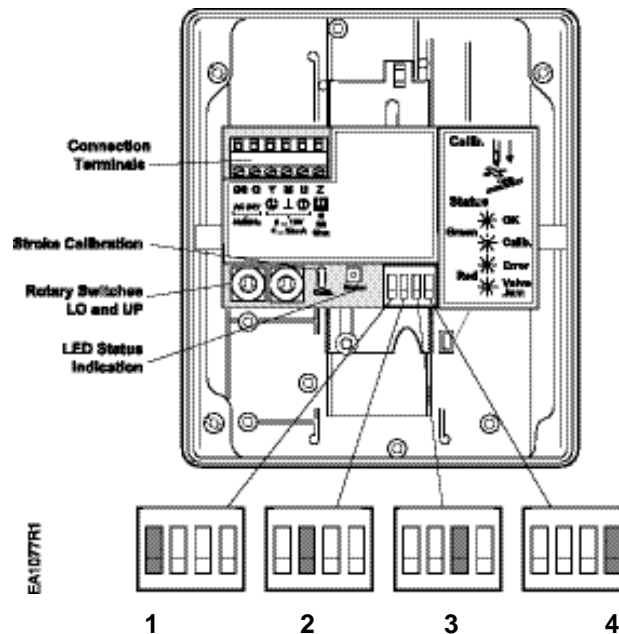 Connection
Terminals
Calib.
Status
OK
Green
Calib.
Error
Red
Valve
Jam
G0 G Y M U Z
Stroke Calibration
Rotary Switches
LO and UP
LED Status
Indication
EA1077R1
1 2 3 4